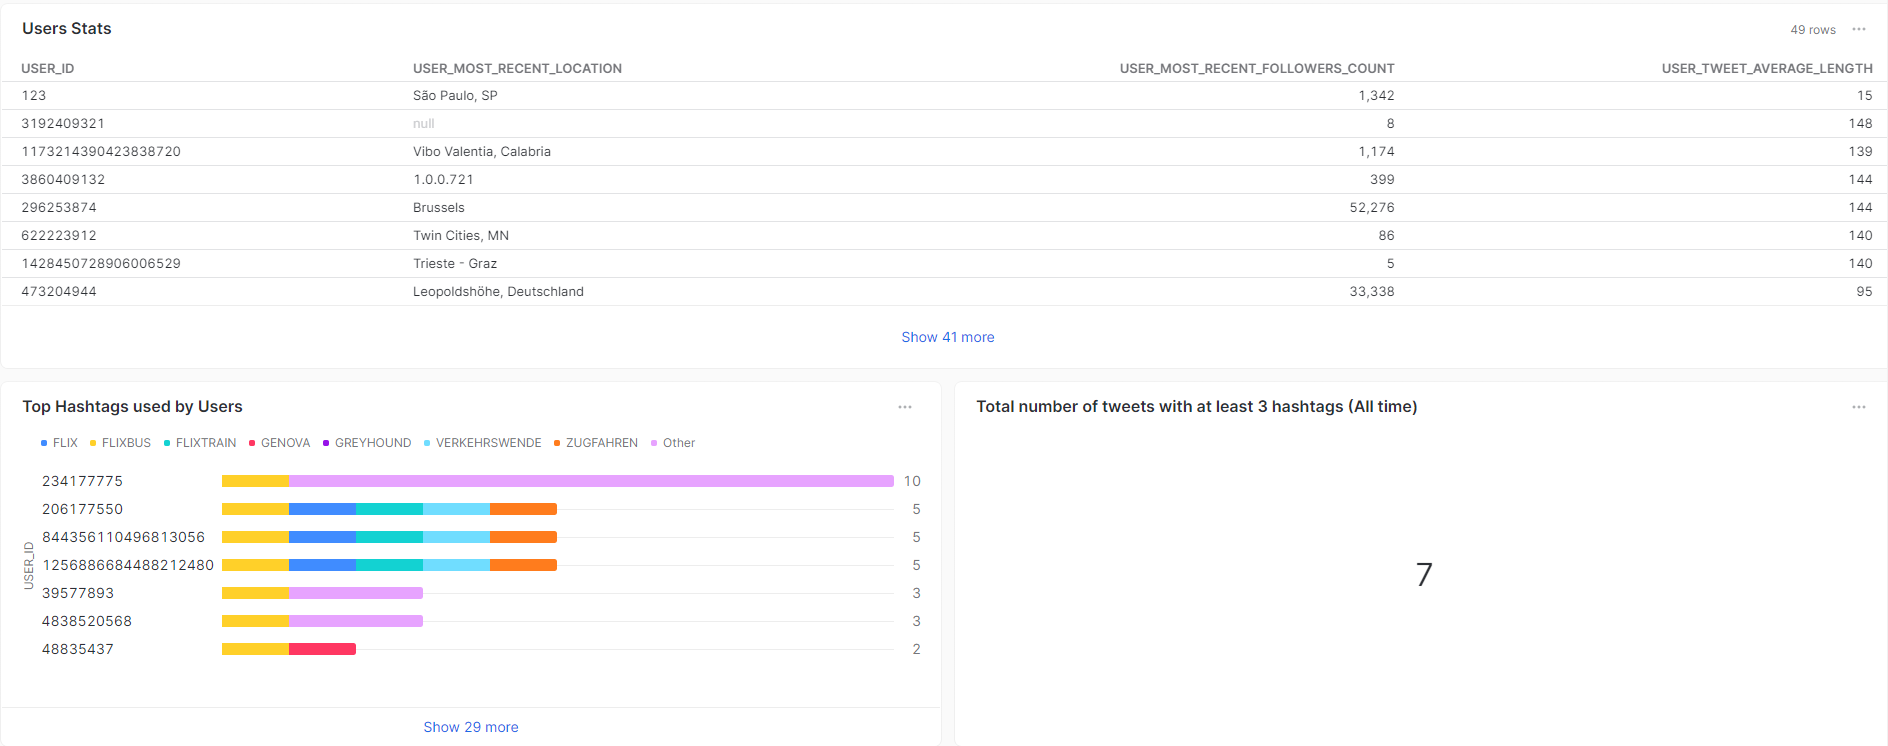 Users Stats
49 rows
USER_ID USER_MOST_RECENT_LOCATION USER_MOST_RECENT_FOLLOWERS_COUNT USER_TWEET_AVERAGE_LENGTH
123 São Paulo, SP 1,342 15
3192409321 null 8 148
1173214390423838720 Vibo Valentia, Calabria 1,174 139
3860409132 1.0.0.721 399 144
296253874 Brussels 52,276 144
622223912 Twin Cities, MN 86 140
1428450728906006529 Trieste - Graz 5 140
473204944 Leopoldshöhe, Deutschland 33,338 95
Show 41 more
Top Hashtags used by Users
FLIX FLIXBUS FLIXTRAIN GENOVA GREYHOUND VERKEHRSWENDE ZUGFAHREN Other
USER_ID
234177775 10
206177550 5
844356110496813056 5
1256886684488212480 5
39577893 3
4838520568 3
48835437 2
Show 29 more
Total number of tweets with at least 3 hashtags (All time)
7